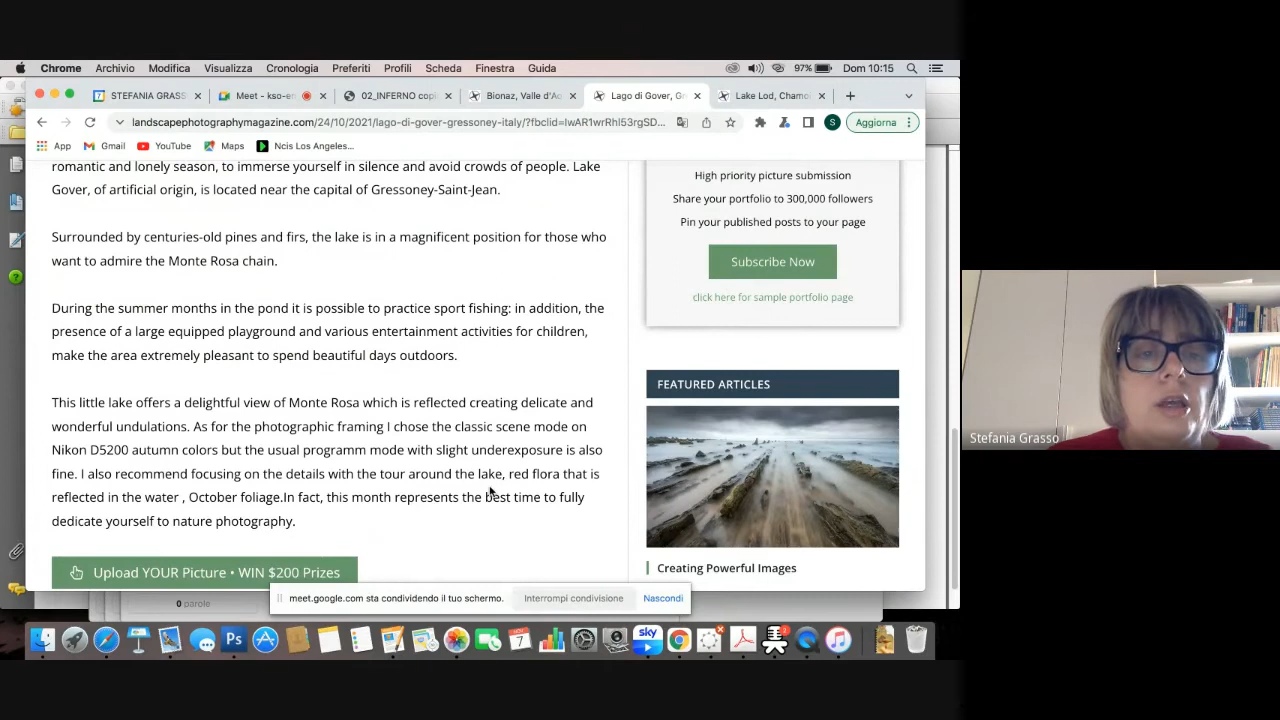 Chrome Archivio Modifica Visualizza Cronologia Preferiti Profili Scheda Finestra Guida
97% Dom 10:15
STEFANIA GRASS
Meet - kso-er
02_INFERNO copi
Bionaz, Valle d'Ao
Lago di Gover, Gr
Lake Lod, Chamo
landscapephotographymagazine.com/24/10/2021/lago-di-gover-gressoney-italy/?fbclid=IwAR1wrRhl53rgSD...
S
Aggiorna
App Gmail YouTube Maps Ncis Los Angeles...
romantic and lonely season, to immerse yourself in silence and avoid crowds of people. Lake
Gover, of artificial origin, is located near the capital of Gressoney-Saint-Jean.
Surrounded by centuries-old pines and firs, the lake is in a magnificent position for those who
want to admire the Monte Rosa chain.
During the summer months in the pond it is possible to practice sport fishing: in addition, the
presence of a large equipped playground and various entertainment activities for children,
make the area extremely pleasant to spend beautiful days outdoors.
This little lake offers a delightful view of Monte Rosa which is reflected creating delicate and
wonderful undulations. As for the photographic framing I chose the classic scene mode on
Nikon D5200 autumn colors but the usual programm mode with slight underexposure is also
fine. I also recommend focusing on the details with the tour around the lake, red flora that is
reflected in the water , October foliage.In fact, this month represents the best time to fully
dedicate yourself to nature photography.
Upload YOUR Picture • WIN $200 Prizes
High priority picture submission
Share your portfolio to 300,000 followers
Pin your published posts to your page
Subscribe Now
click here for sample portfolio page
FEATURED ARTICLES
Creating Powerful Images
meet.google.com sta condividendo il tuo schermo.
Interrompi condivisione
Nascondi
0 parole
Ps
NOV
7
sky
Stefania Grasso